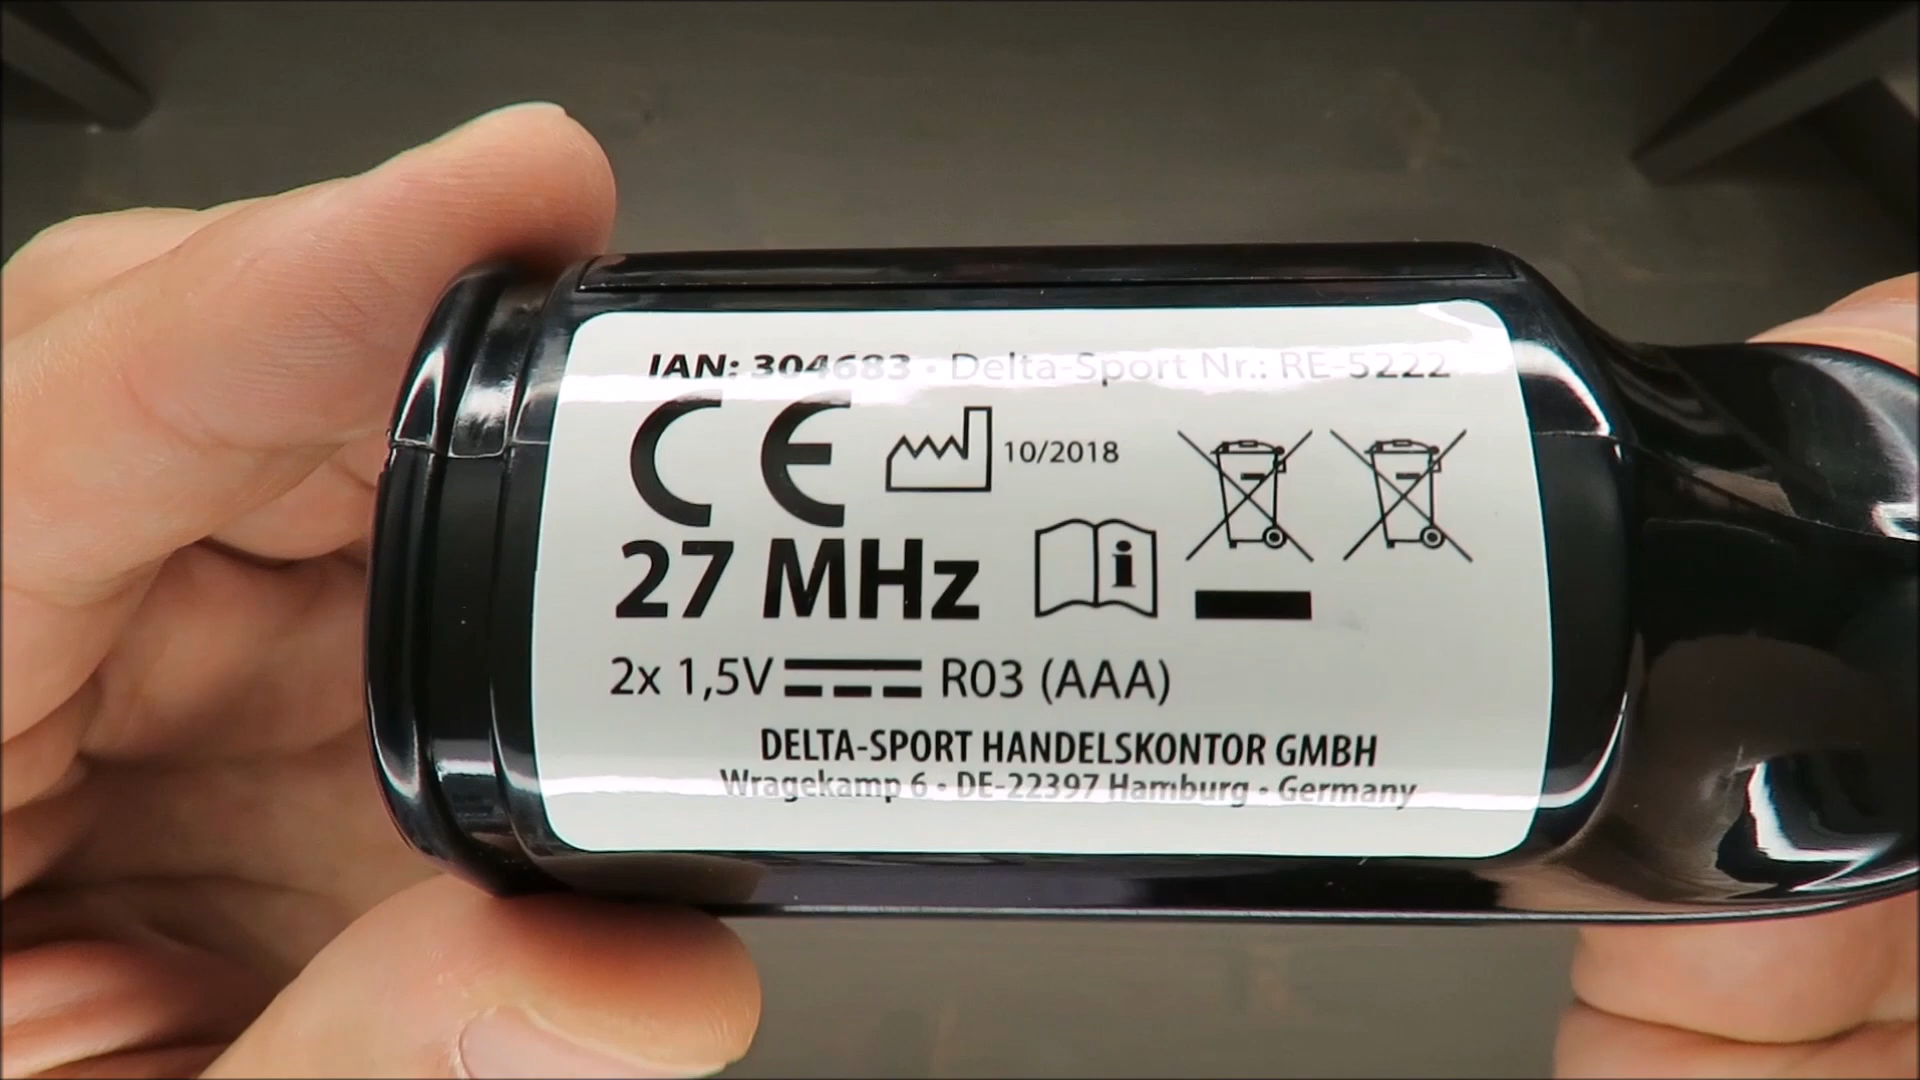 IAN: 304683 • Delta-Sport Nr.: RE-5222
CE
10/2018
27 MHz
i
2x 1,5V R03 (AAA)
DELTA-SPORT HANDELSKONTOR GMBH
Wragekamp 6 • DE-22397 Hamburg • Germany